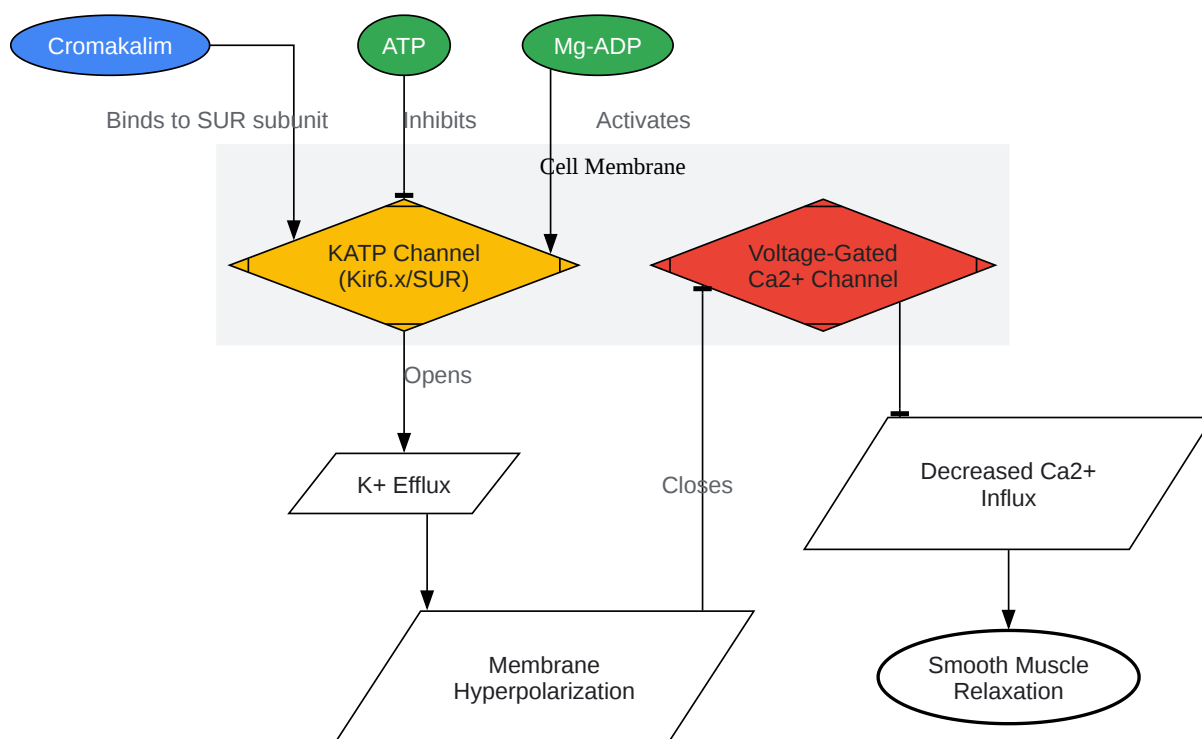 Cromakalim
ATP
Mg-ADP
Binds to SUR subunit
Inhibits
Activates
Cell Membrane
KATP Channel
(Kir6.x/SUR)
Voltage-Gated
Ca2+ Channel
Opens
K+ Efflux
Closes
Decreased Ca2+
Influx
Membrane
Hyperpolarization
Smooth Muscle
Relaxation